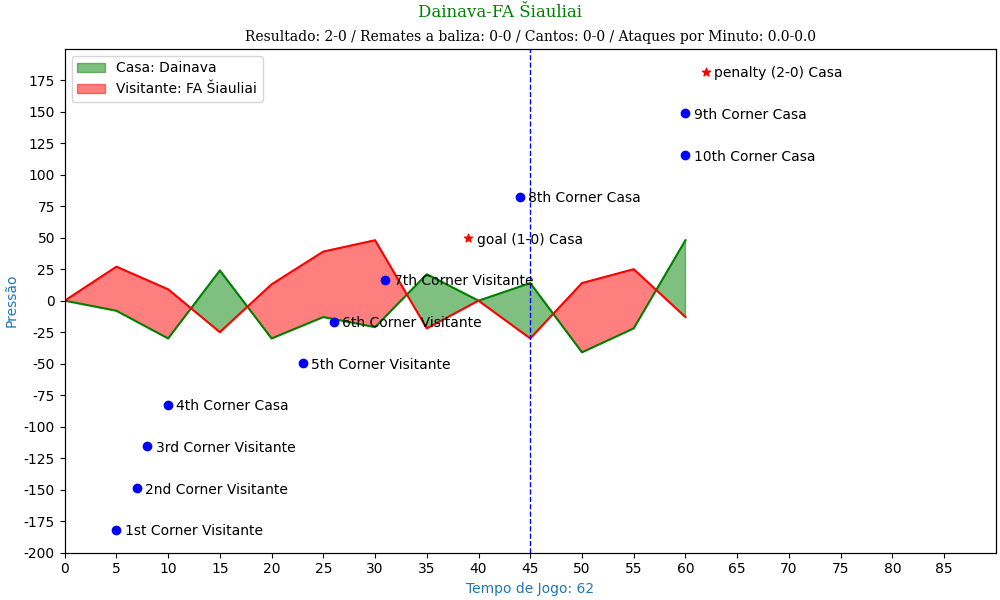 Dainava-FA Šiauliai
Resultado: 2-0 / Remates a baliza: 0-0 / Cantos: 0-0 / Ataques por Minuto: 0.0-0.0
Casa: Dainava
Visitante: FA Šiauliai
penalty (2-0) Casa
9th Corner Casa
10th Corner Casa
8th Corner Casa
goal (1-0) Casa
7th Corner Visitante
6th Corner Visitante
5th Corner Visitante
4th Corner Casa
3rd Corner Visitante
2nd Corner Visitante
1st Corner Visitante
Pressão
175
150
125
100
75
50
25
0
-25
-50
-75
-100
-125
-150
-175
-200
0 5 10 15 20 25 30 35 40 45 50 55 60 65 70 75 80 85
Tempo de Jogo: 62